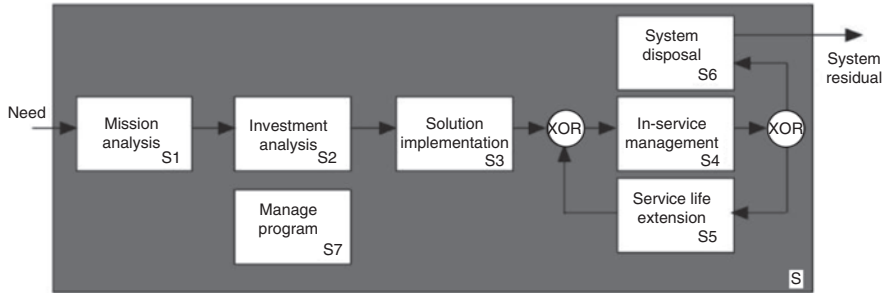 Need
Mission
analysis
S1
Investment
analysis
S2
Solution
implementation
S3
XOR
In-service
management
S4
XOR
System
disposal
S6
System
residual
Service life
extension
S5
Manage
program
S7
S